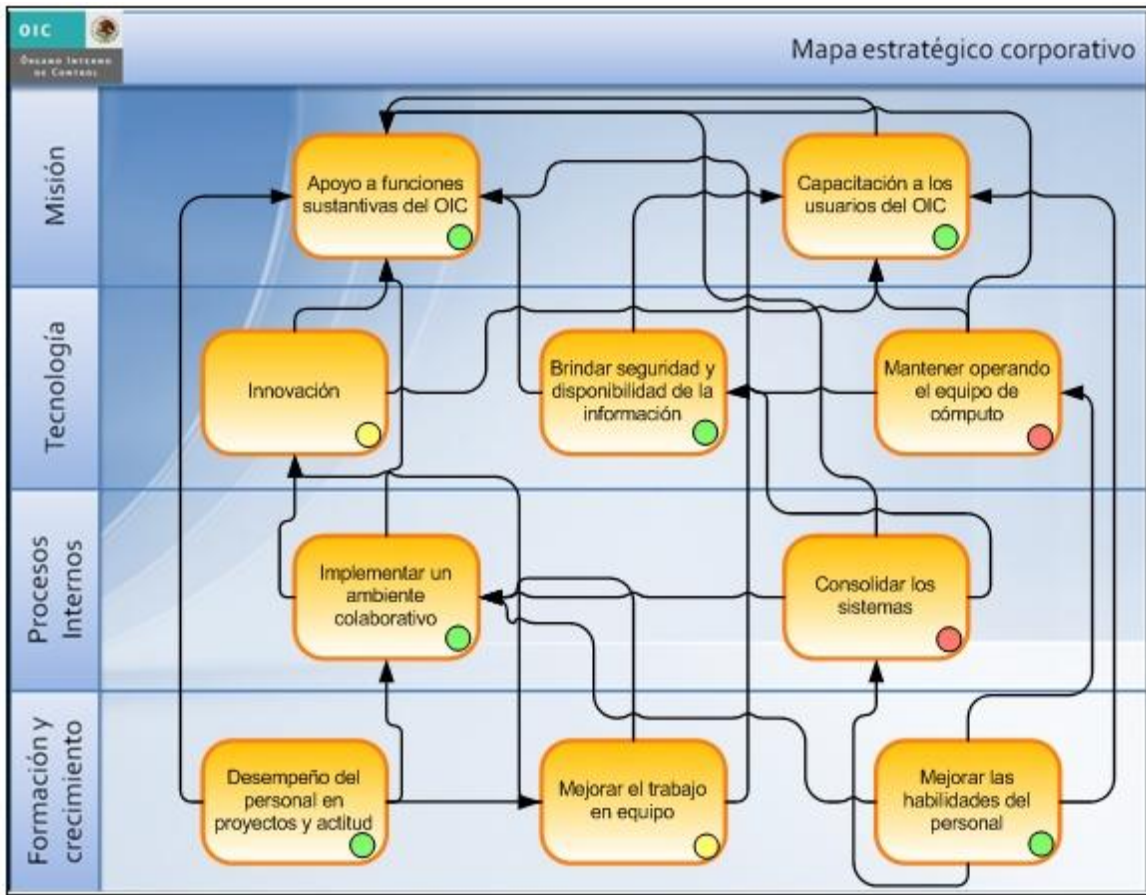 OIC
ÓRGANO INTERNO
DE CONTROL
Mapa estratégico corporativo
Misión
Apoyo a funciones
sustantivas del OIC
Capacitación a los
usuarios del OIC
Tecnología
Innovación
Brindar seguridad y
disponibilidad de la
información
Mantener operando
el equipo de
cómputo
Procesos
Internos
Implementar un
ambiente
colaborativo
Consolidar los
sistemas
Formación y
crecimiento
Desempeño del
personal en
proyectos y actitud
Mejorar el trabajo
en equipo
Mejorar las
habilidades del
personal